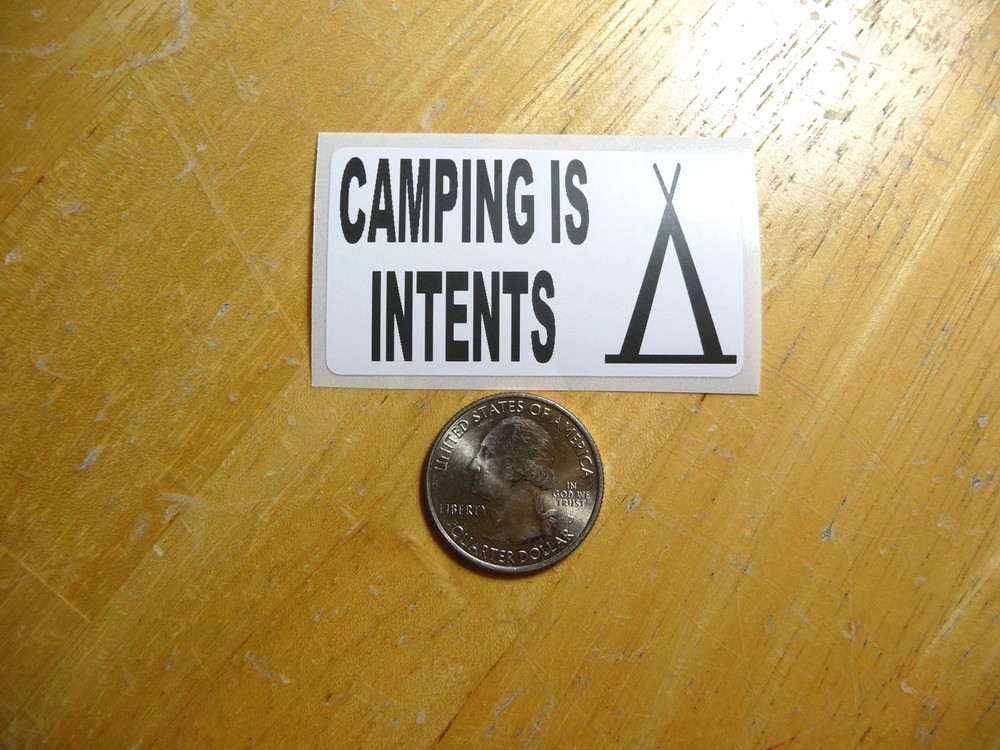 CAMPING IS
INTENTS
UNITED STATES OF AMERICA
LIBERTY
IN
GOD WE
TRUST
QUARTER DOLLAR